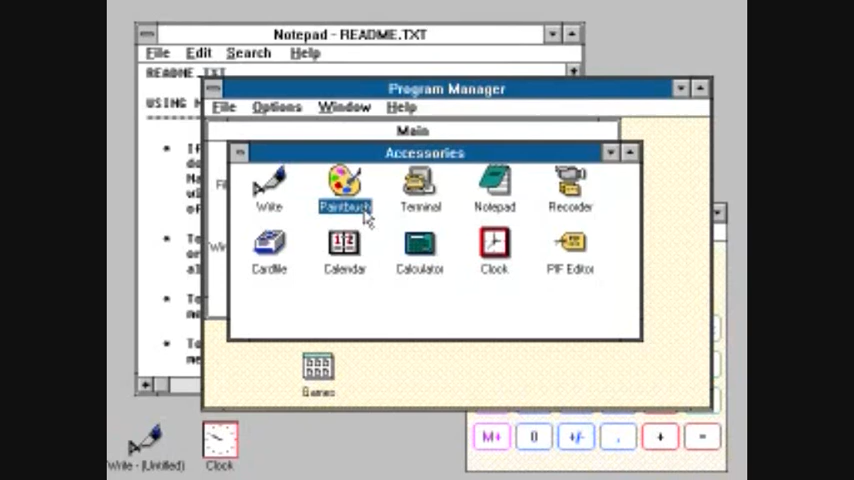 Notepad - README.TXT
File Edit Search Help
README.TXT
USING
Program Manager
File Options Window Help
Main
Accessories
Write Paintbrush Terminal Notepad Recorder
Cardfile Calendar Calculator Clock PIF Editor
Games
M+ 0 +/- , + =
Write - (Untitled) Clock